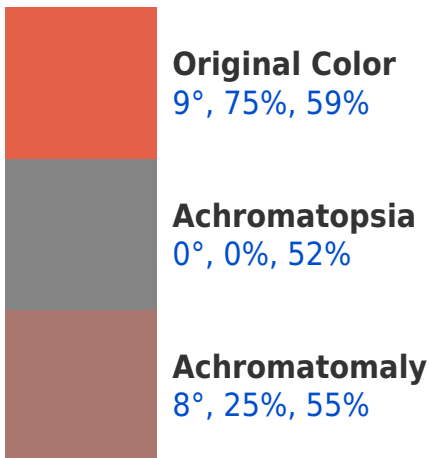 Original Color
9°, 75%, 59%
Achromatopsia
0°, 0%, 52%
Achromatomaly
8°, 25%, 55%